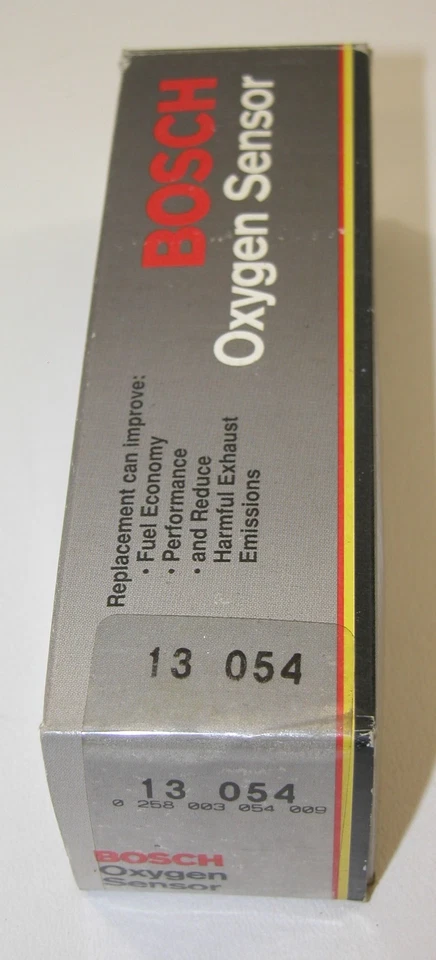 BOSCH
Oxygen Sensor
Replacement can improve:
• Fuel Economy
• Performance
• and Reduce
Harmful Exhaust
Emissions
13 054
13 054
0 258 003 054 009
BOSCH
Oxygen
Sensor